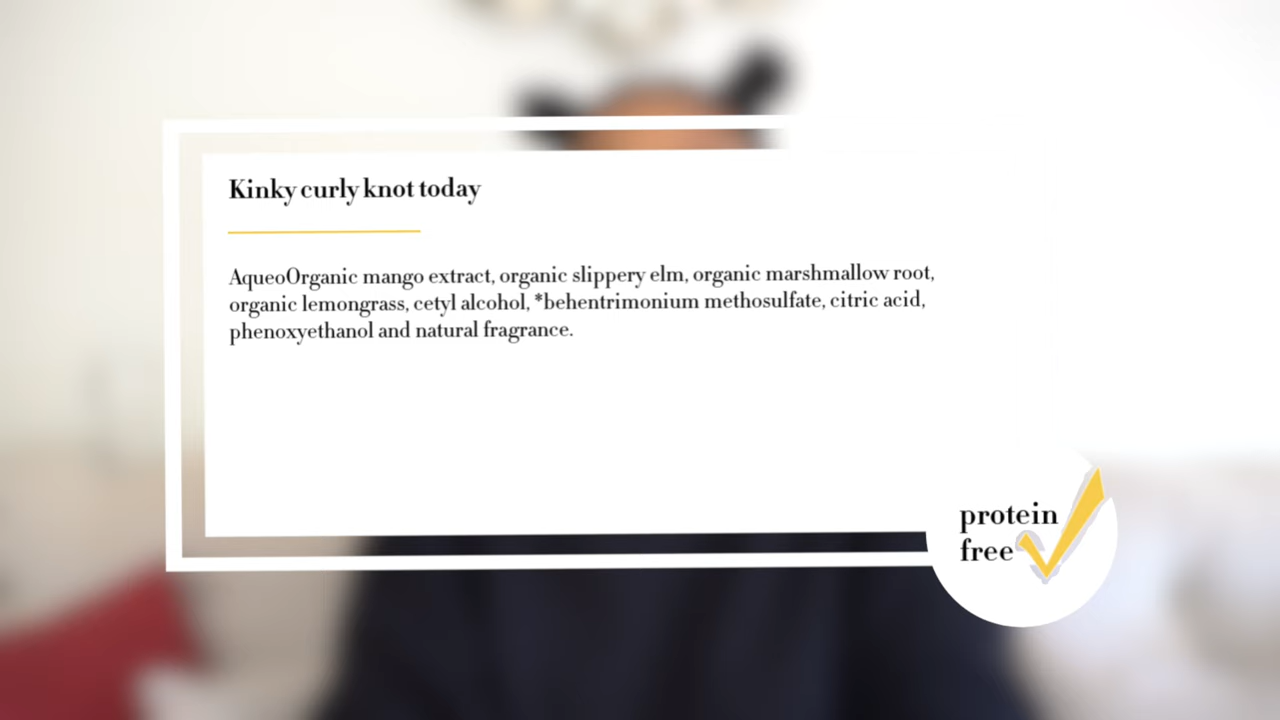 Kinky curly knot today
AqueoOrganic mango extract, organic slippery elm, organic marshmallow root,
organic lemongrass, cetyl alcohol, *behentrimonium methosulfate, citric acid,
phenoxyethanol and natural fragrance.
protein
free